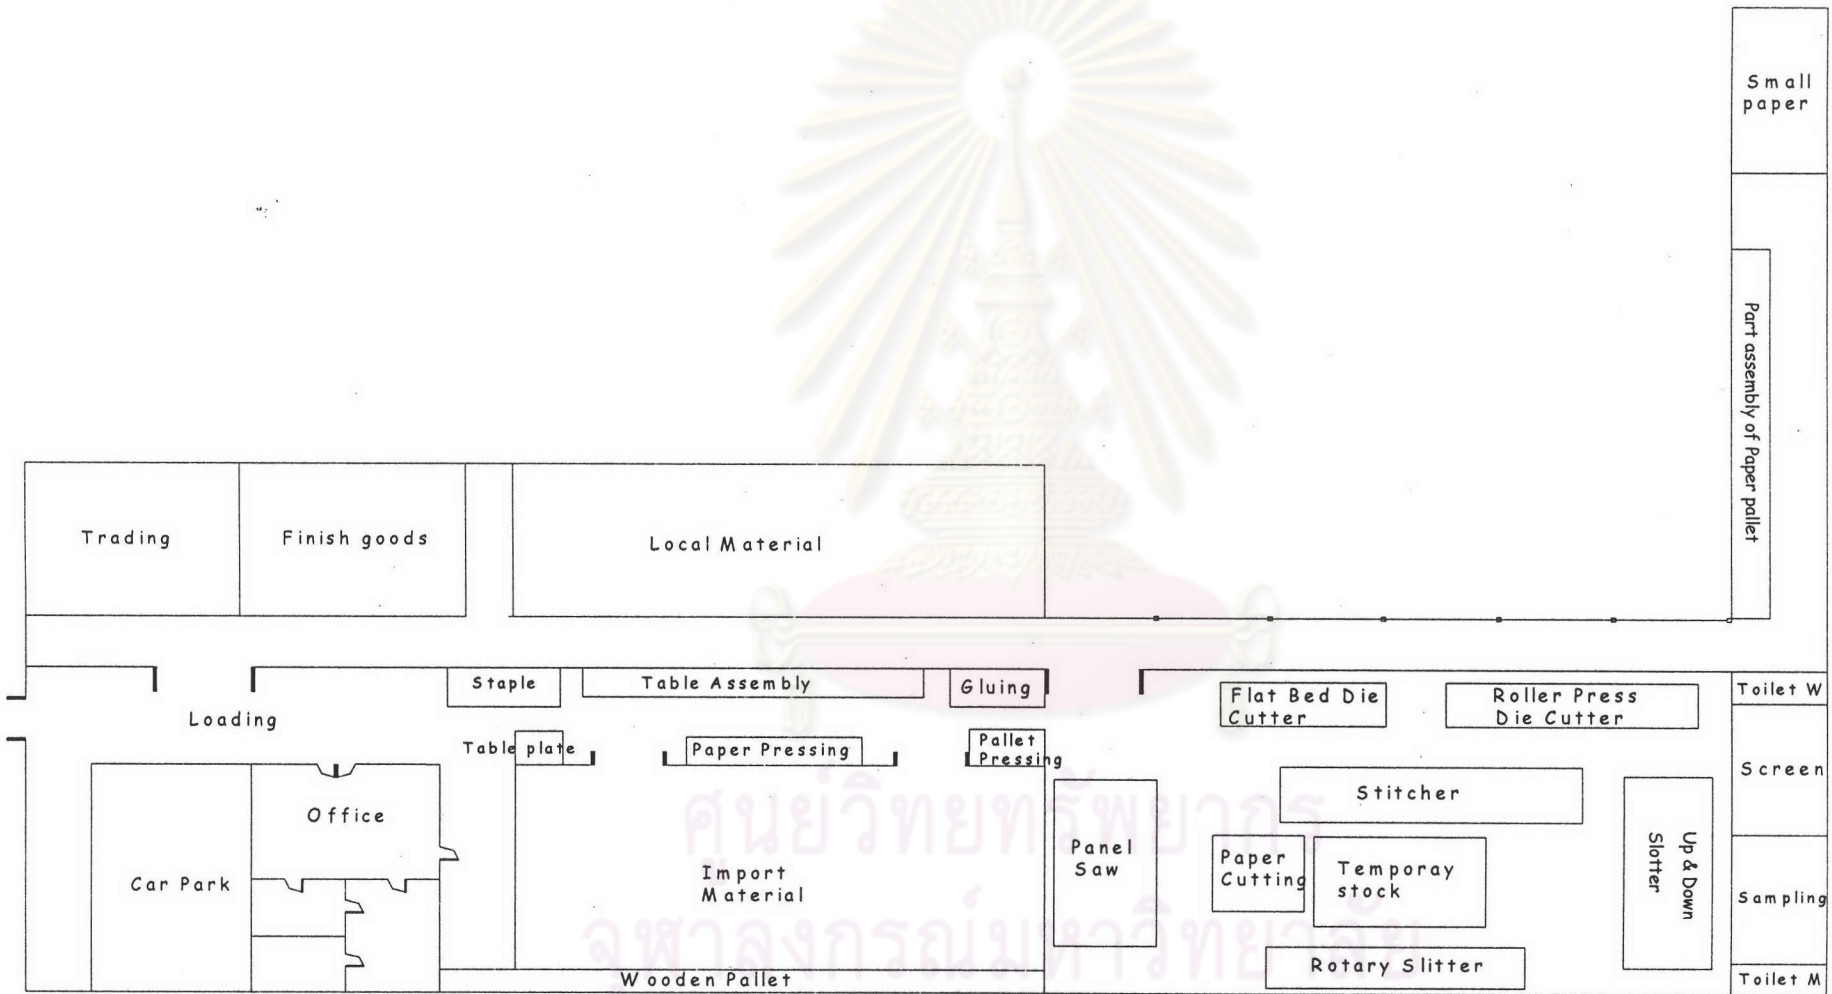 Small
paper
Part assembly of Paper pallet
Trading
Finish goods
Local Material
Staple
Table Assembly
Gluing
Flat Bed Die
Cutter
Roller Press
Die Cutter
Toilet W
Loading
Table plate
Paper Pressing
Pallet
Pressing
Screen
Office
Stitcher
Car Park
Import
Material
Panel
Saw
Paper
Cutting
Temporay
stock
Up & Down
Slotter
Sampling
Wooden Pallet
Rotary Slitter
Toilet M
ศูนย์วิทยทรัพยากร
จุฬาลงกรณ์มหาวิทยาลัย